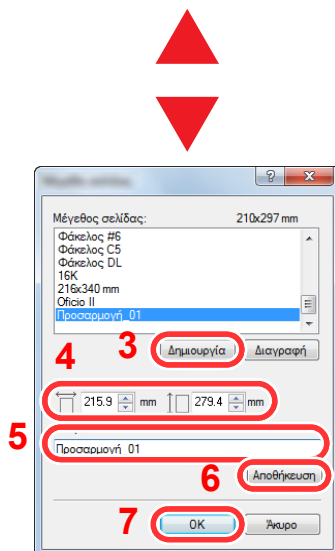 Μέγεθος σελίδας: 210x297 mm
Φάκελος #6
Φάκελος C5
Φάκελος DL
16K
216x340 mm
Oficio II
Προσαρμογή_01
3 Δημιουργία Διαγραφή
4
215.9 mm 279.4 mm
5
Προσαρμογή_01
6 Αποθήκευση
7 OK Άκυρο